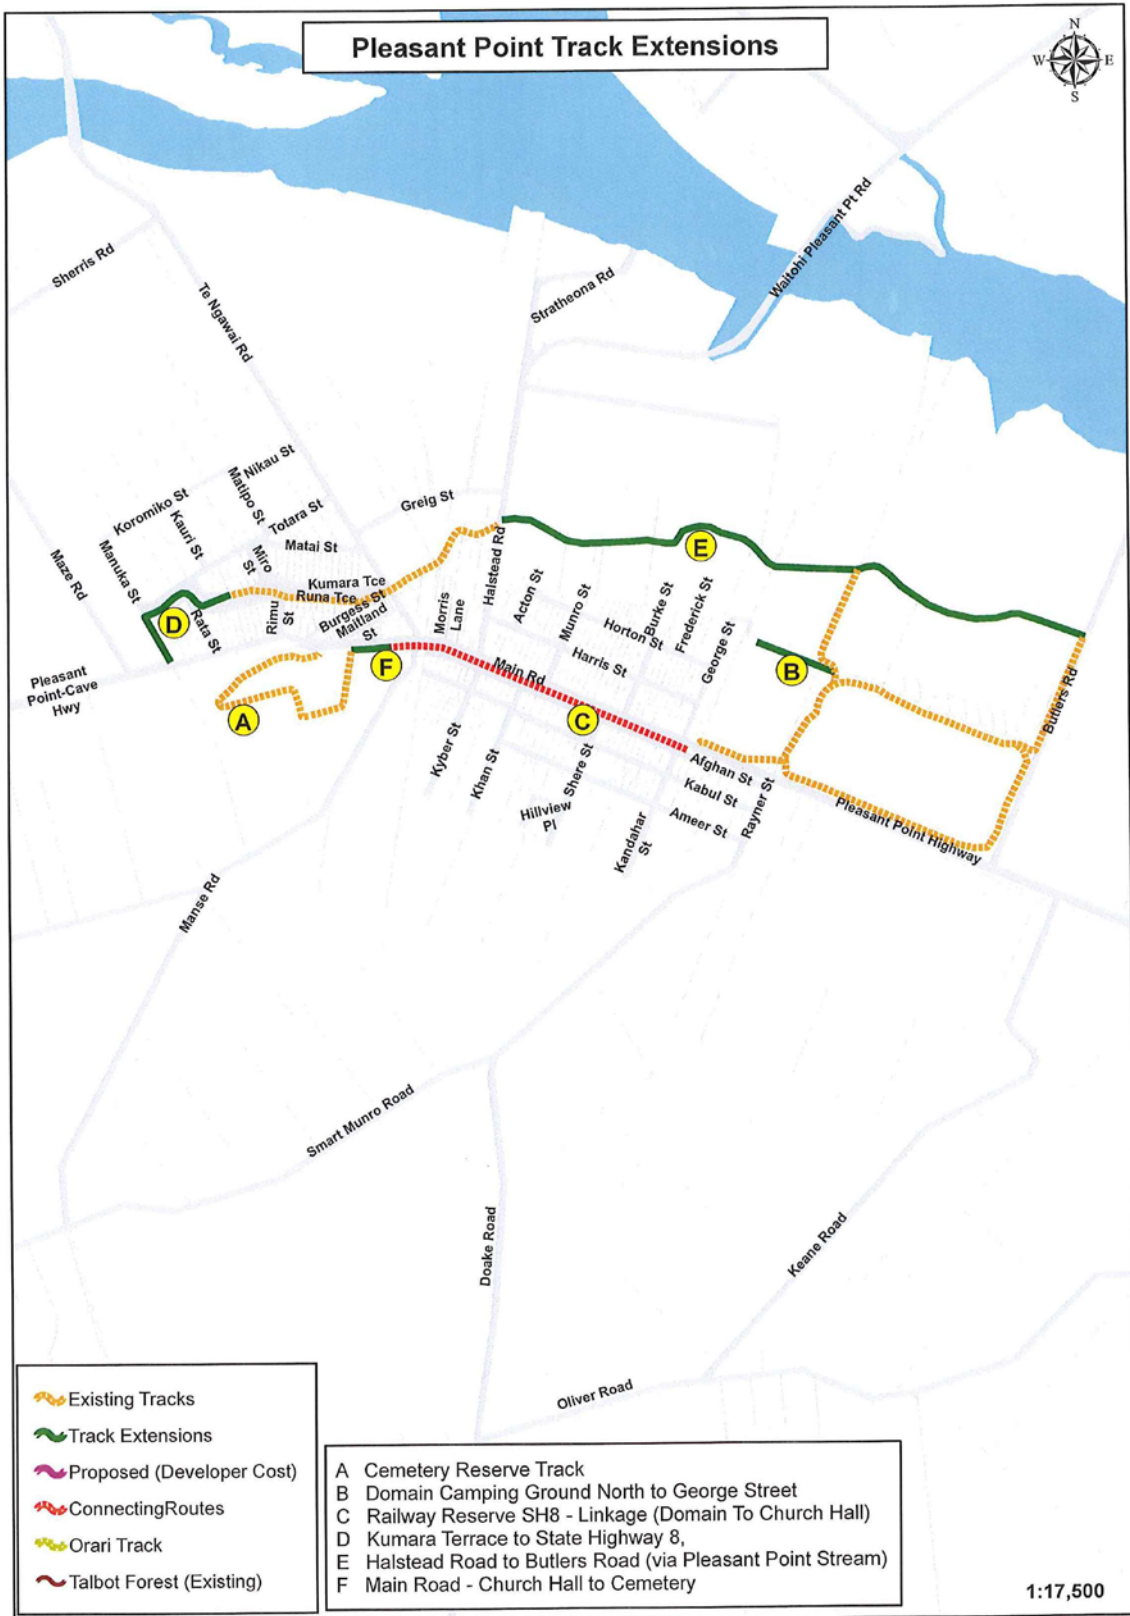 Pleasant Point Track Extensions
N
W
E
S
Sherris Rd
Te Ngawai Rd
Stratheona Rd
Waitohi Pleasant Pt Rd
Nikau St
Matipo St
Koromiko St
Kauri St
Totara St
Greig St
Maze Rd
Manuka St
Miro St
Matai St
Kumara Tce
Runa Tce
Rimu St
Burgess St
Maitland St
Rata St
Morris Lane
Halstead Rd
Acton St
Munro St
Horton St
Burke St
Frederick St
George St
Harris St
Main Rd
E
D
F
B
A
C
Pleasant
Point-Cave
Hwy
Butlers Rd
Kyber St
Khan St
Shere St
Hillview
Pl
Kandahar
St
Afghan St
Kabul St
Ameer St
Rayner St
Pleasant Point Highway
Manse Rd
Smart Munro Road
Doake Road
Keane Road
Oliver Road
Existing Tracks
Track Extensions
Proposed (Developer Cost)
ConnectingRoutes
Orari Track
Talbot Forest (Existing)
A Cemetery Reserve Track
B Domain Camping Ground North to George Street
C Railway Reserve SH8 - Linkage (Domain To Church Hall)
D Kumara Terrace to State Highway 8,
E Halstead Road to Butlers Road (via Pleasant Point Stream)
F Main Road - Church Hall to Cemetery
1:17,500